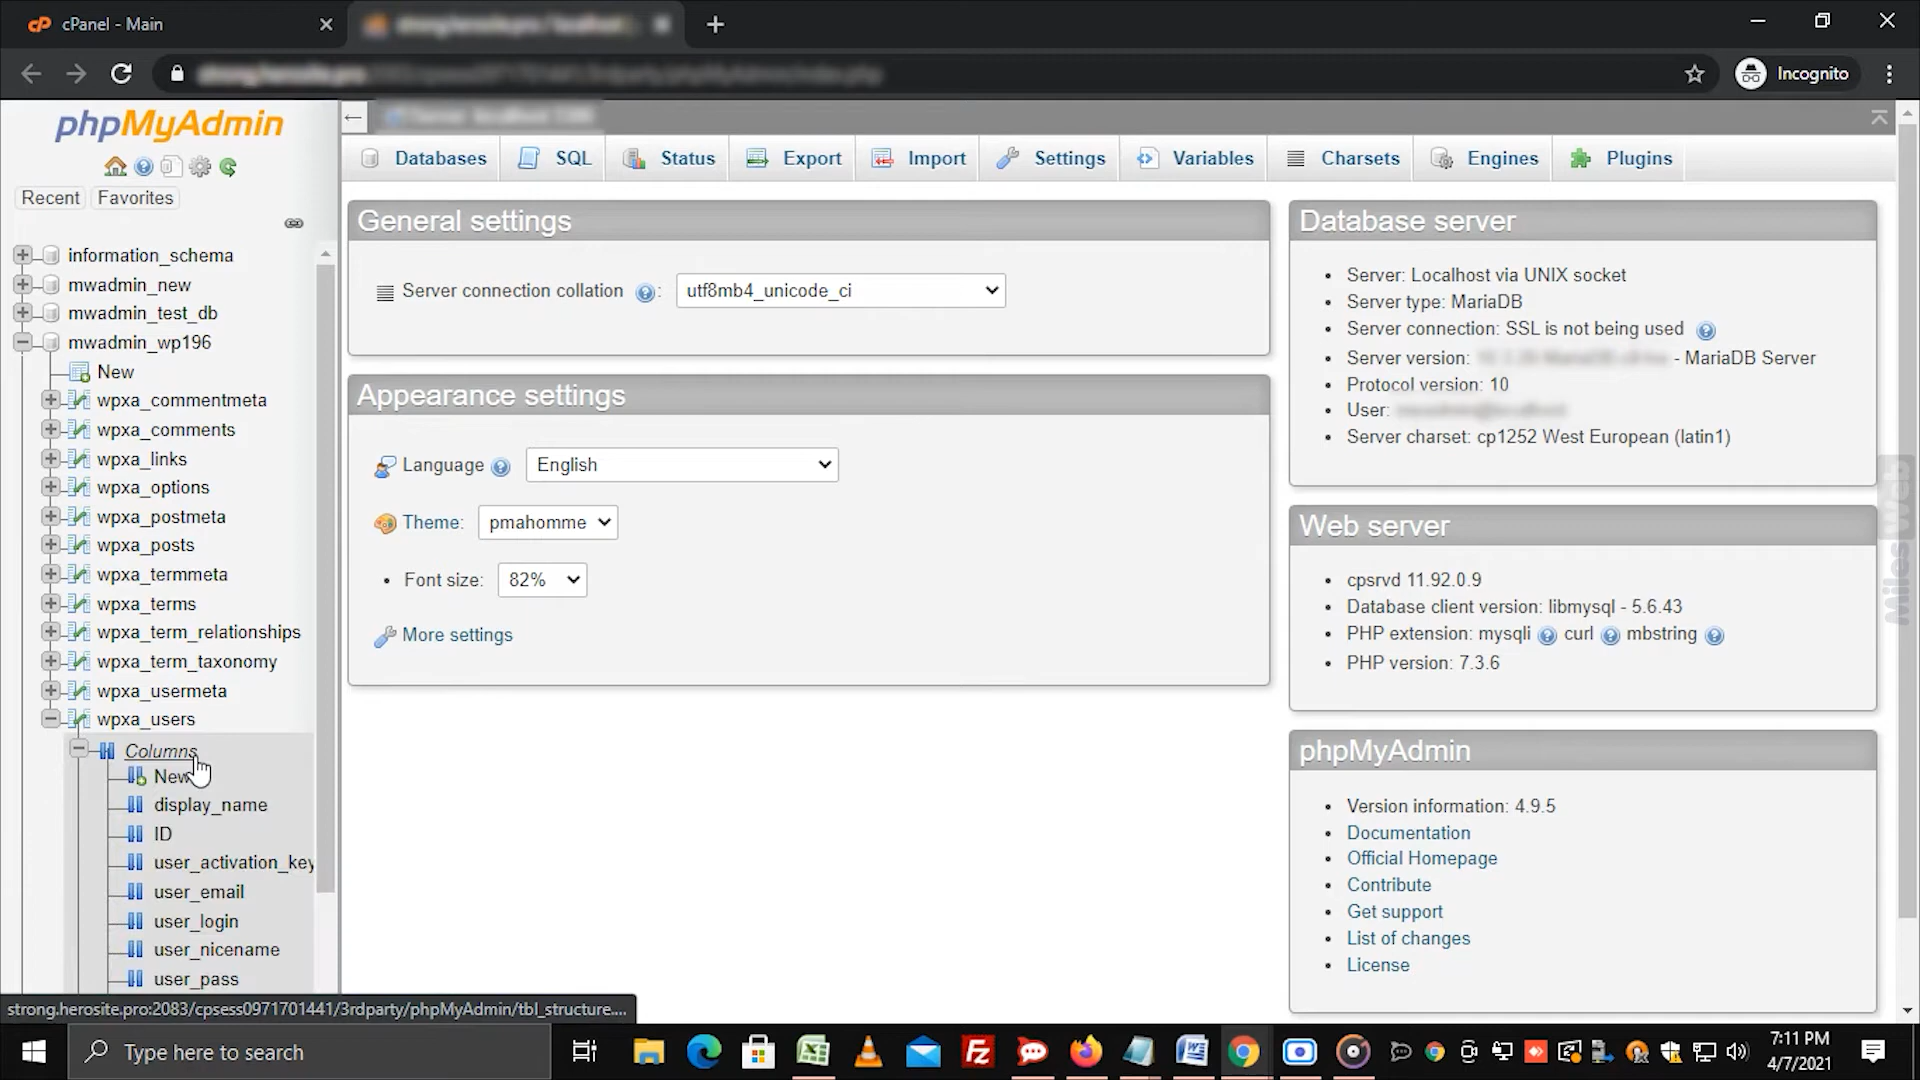 cPanel - Main
Incognito
phpMyAdmin
Recent
Favorites
information_schema
mwadmin_new
mwadmin_test_db
mwadmin_wp196
New
wpxa_commentmeta
wpxa_comments
wpxa_links
wpxa_options
wpxa_postmeta
wpxa_posts
wpxa_termmeta
wpxa_terms
wpxa_term_relationships
wpxa_term_taxonomy
wpxa_usermeta
wpxa_users
Columns
New
display_name
ID
user_activation_key
user_email
user_login
user_nicename
user_pass
strong.herosite.pro:2083/cpsess0971701441/3rdparty/phpMyAdmin/tbl_structure....
Databases
SQL
Status
Export
Import
Settings
Variables
Charsets
Engines
Plugins
General settings
Server connection collation : utf8mb4_unicode_ci
Appearance settings
Language English
Theme: pmahomme
Font size: 82%
More settings
Database server
Server: Localhost via UNIX socket
Server type: MariaDB
Server connection: SSL is not being used
Server version: - MariaDB Server
Protocol version: 10
User:
Server charset: cp1252 West European (latin1)
Web server
cpsrvd 11.92.0.9
Database client version: libmysql - 5.6.43
PHP extension: mysqli curl mbstring
PHP version: 7.3.6
phpMyAdmin
Version information: 4.9.5
Documentation
Official Homepage
Contribute
Get support
List of changes
License
MilesWeb
Type here to search
7:11 PM
4/7/2021